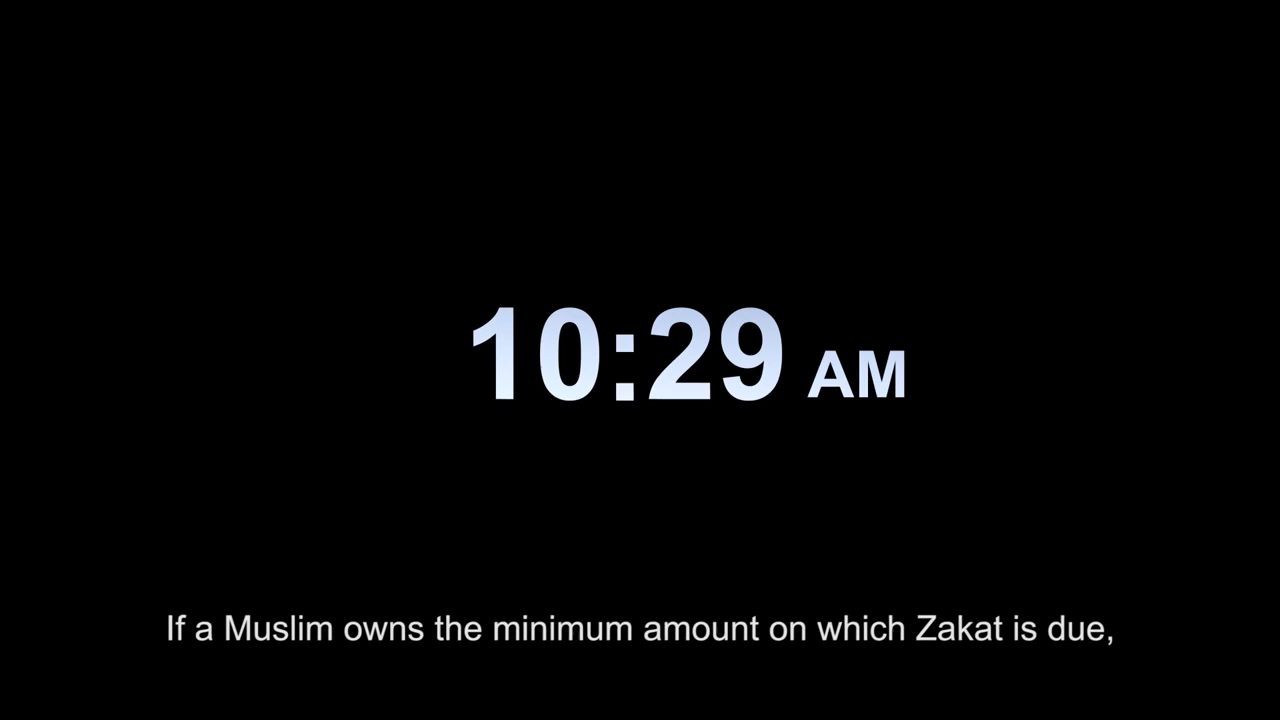 10:29 AM
If a Muslim owns the minimum amount on which Zakat is due,